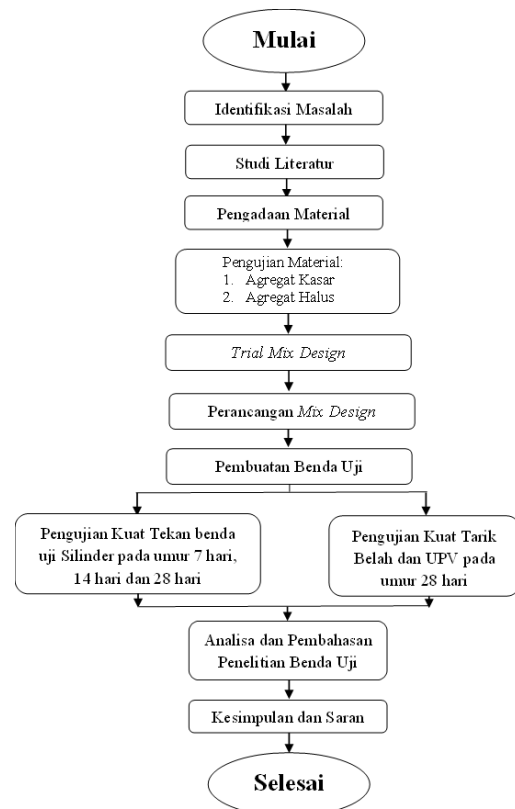 Mulai
Identifikasi Masalah
Studi Literatur
Pengadaan Material
Pengujian Material:
1. Agregat Kasar
2. Agregat Halus
Trial Mix Design
Perancangan Mix Design
Pembuatan Benda Uji
Pengujian Kuat Tekan benda
uji Silinder pada umur 7 hari,
14 hari dan 28 hari
Pengujian Kuat Tarik
Belah dan UPV pada
umur 28 hari
Analisa dan Pembahasan
Penelitian Benda Uji
Kesimpulan dan Saran
Selesai